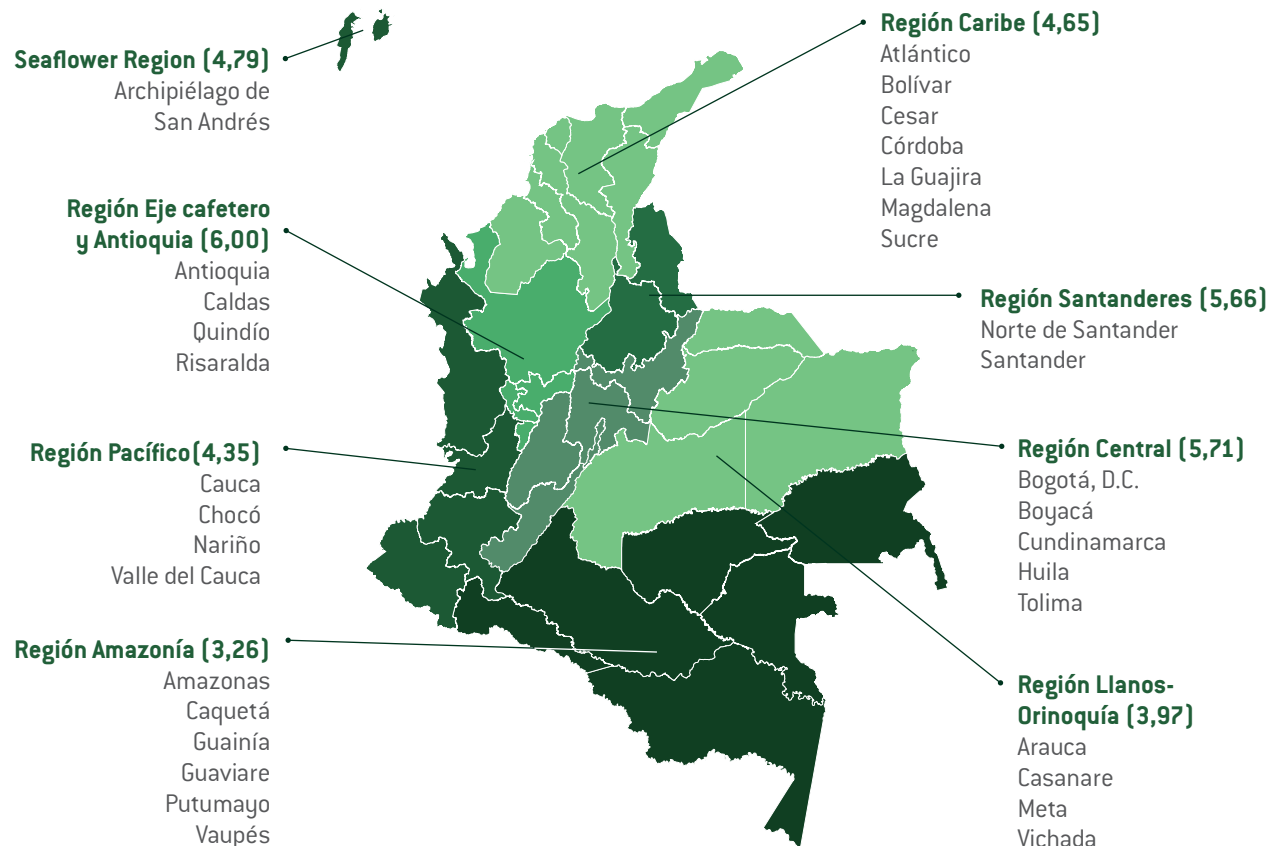 Seaflower Region (4,79)
Archipiélago de
San Andrés
Región Eje cafetero
y Antioquia (6,00)
Antioquia
Caldas
Quindío
Risaralda
Región Pacífico(4,35)
Cauca
Chocó
Nariño
Valle del Cauca
Región Amazonía (3,26)
Amazonas
Caquetá
Guainía
Guaviare
Putumayo
Vaupés
Región Caribe (4,65)
Atlántico
Bolívar
Cesar
Córdoba
La Guajira
Magdalena
Sucre
Región Santanderes (5,66)
Norte de Santander
Santander
Región Central (5,71)
Bogotá, D.C.
Boyacá
Cundinamarca
Huila
Tolima
Región Llanos-
Orinoquía (3,97)
Arauca
Casanare
Meta
Vichada